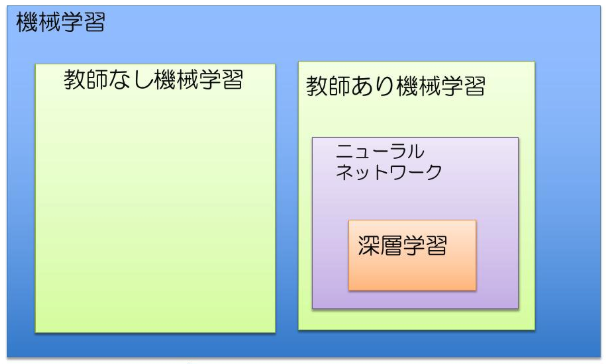 機械学習
教師なし機械学習
教師あり機械学習
ニューラル
ネットワーク
深層学習